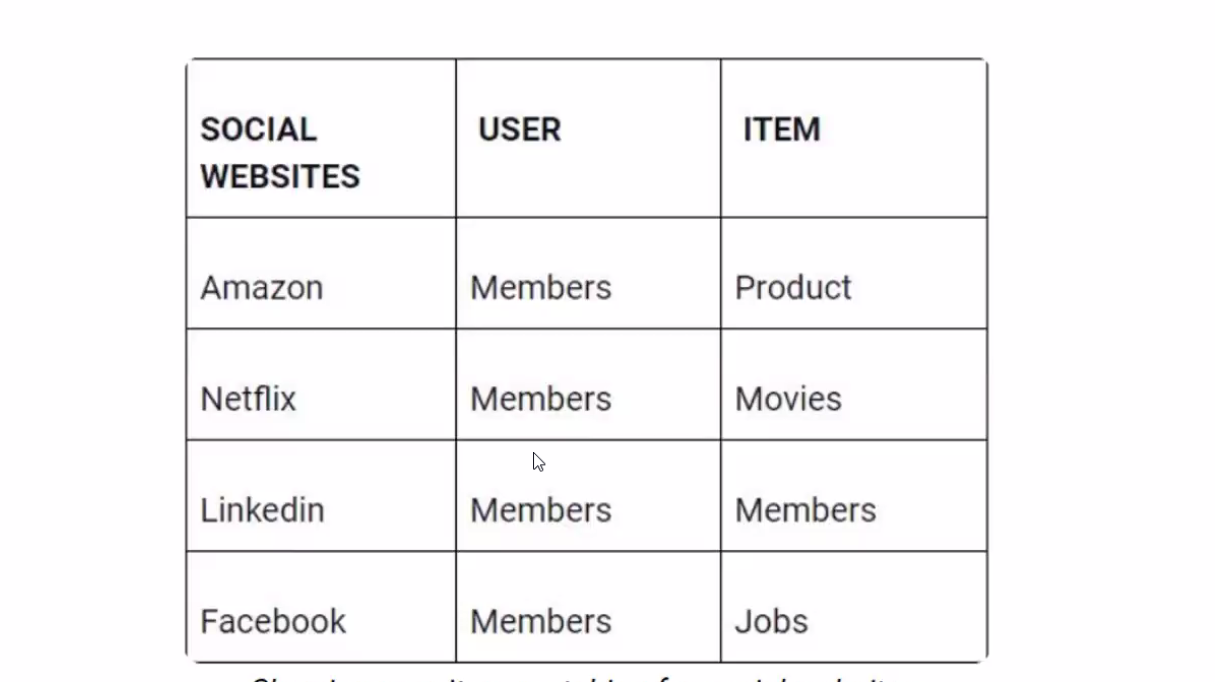 SOCIAL USER ITEM
WEBSITES
Amazon Members Product
Netflix Members Movies
Linkedin Members Members
Facebook Members Jobs